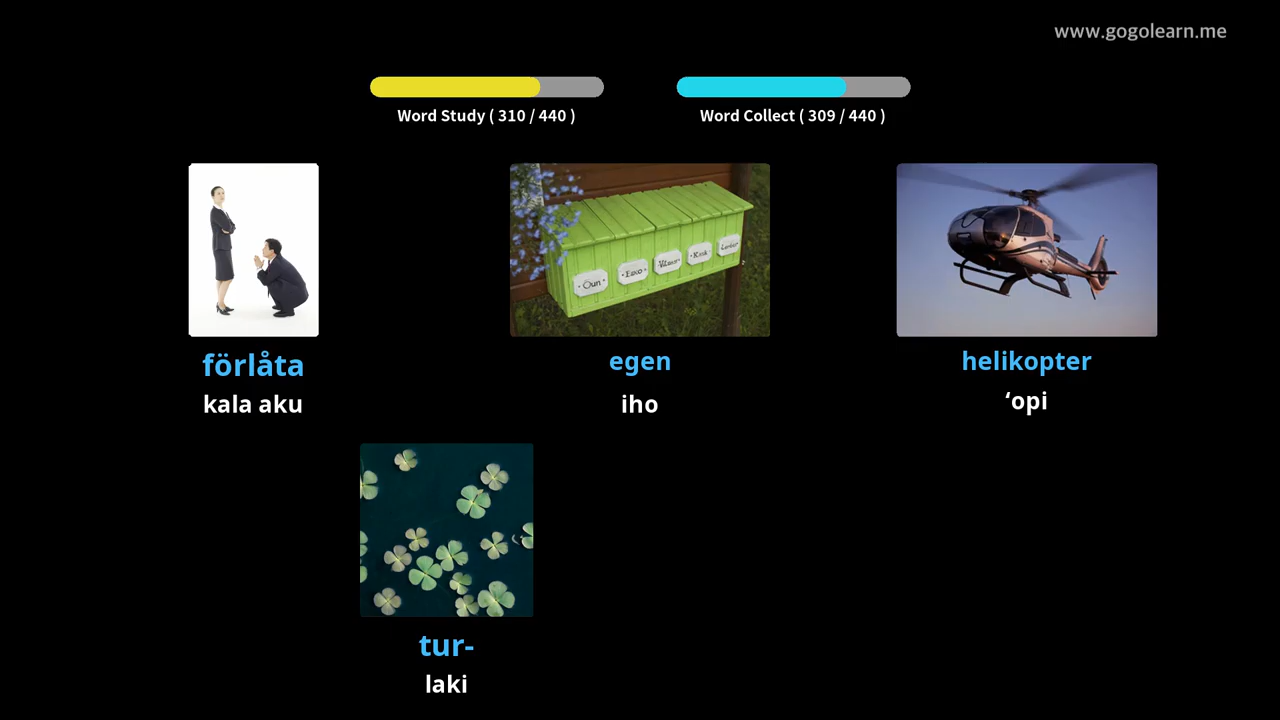 www.gogolearn.me
Word Study ( 310 / 440 )
Word Collect ( 309 / 440 )
förlåta
kala aku
egen
iho
helikopter
‘opi
tur-
laki